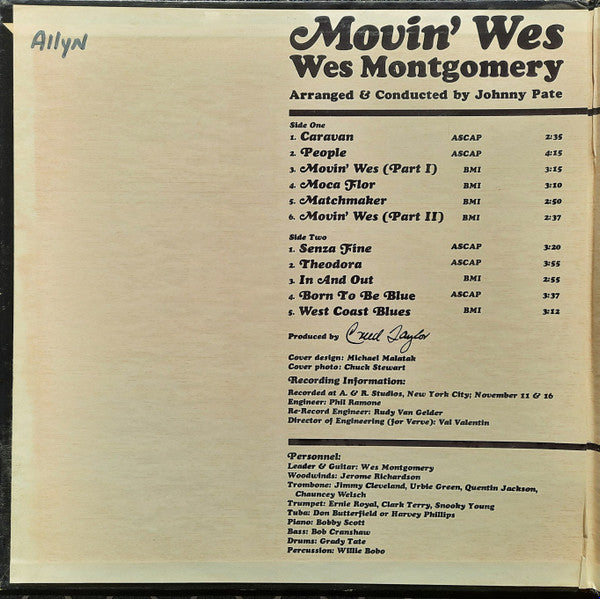 Allyn
Movin' Wes
Wes Montgomery
Arranged & Conducted by Johnny Pate
Side One
1. Caravan ASCAP 2:35
2. People ASCAP 4:15
3. Movin' Wes (Part I) BMI 3:15
4. Moca Flor BMI 3:10
5. Matchmaker BMI 2:50
6. Movin' Wes (Part II) BMI 2:37
Side Two
1. Senza Fine ASCAP 3:20
2. Theodora ASCAP 3:55
3. In And Out BMI 2:55
4. Born To Be Blue ASCAP 3:37
5. West Coast Blues BMI 3:12
Produced by Creed Taylor
Cover design: Michael Malatak
Cover photo: Chuck Stewart
Recording Information:
Recorded at A. & R. Studios, New York City; November 11 & 16
Engineer: Phil Ramone
Re-Record Engineer: Rudy Van Gelder
Director of Engineering (for Verve): Val Valentin
Personnel:
Leader & Guitar: Wes Montgomery
Woodwinds: Jerome Richardson
Trombone: Jimmy Cleveland, Urbie Green, Quentin Jackson,
Chauncey Welsch
Trumpet: Ernie Royal, Clark Terry, Snooky Young
Tuba: Don Butterfield or Harvey Phillips
Piano: Bobby Scott
Bass: Bob Cranshaw
Drums: Grady Tate
Percussion: Willie Bobo